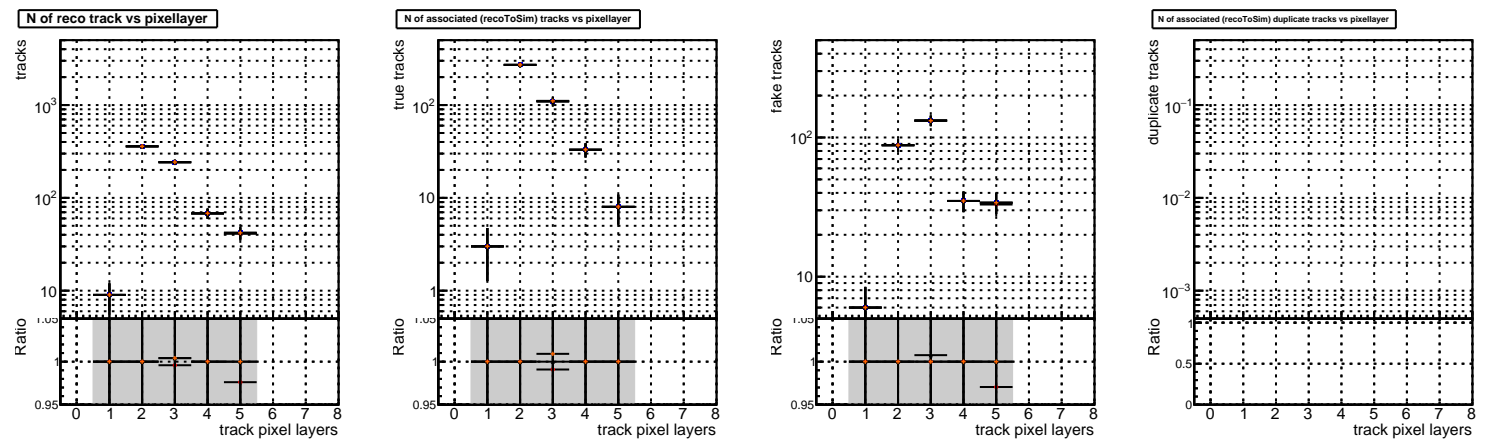 N of reco track vs pixellayer
tracks
10³
10²
10
Ratio
1.05
1
0.95
0 1 2 3 4 5 6 7 8
track pixel layers
N of associated (recoToSim) tracks vs pixellayer
true tracks
10²
10
1
Ratio
1.05
1
0.95
0 1 2 3 4 5 6 7 8
track pixel layers
fake tracks
10²
10
Ratio
1.05
1
0.95
0 1 2 3 4 5 6 7 8
track pixel layers
N of associated (recoToSim) duplicate tracks vs pixellayer
duplicate tracks
10⁻¹
10⁻²
10⁻³
Ratio
1
0.5
0
0 1 2 3 4 5 6 7 8
track pixel layers